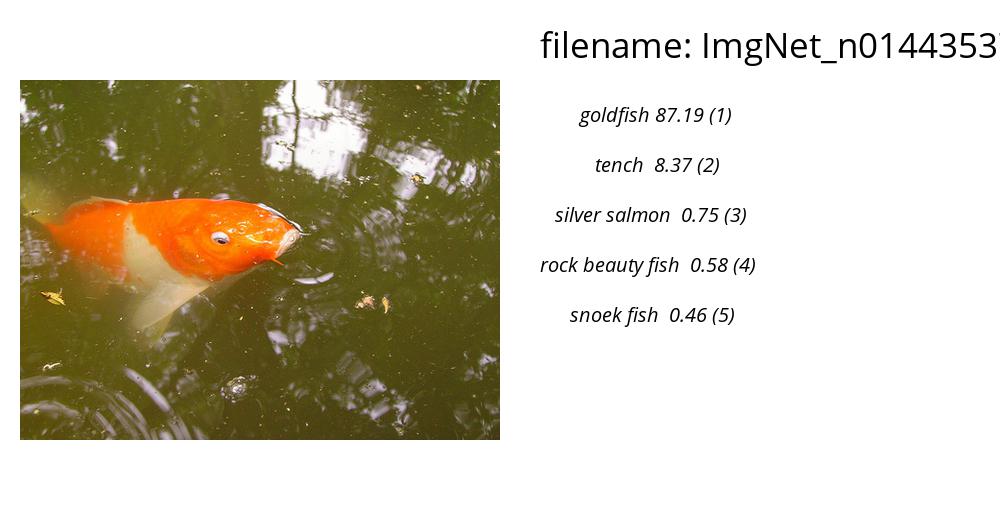 filename: ImgNet_n0144353
goldfish 87.19 (1)
tench 8.37 (2)
silver salmon 0.75 (3)
rock beauty fish 0.58 (4)
snoek fish 0.46 (5)